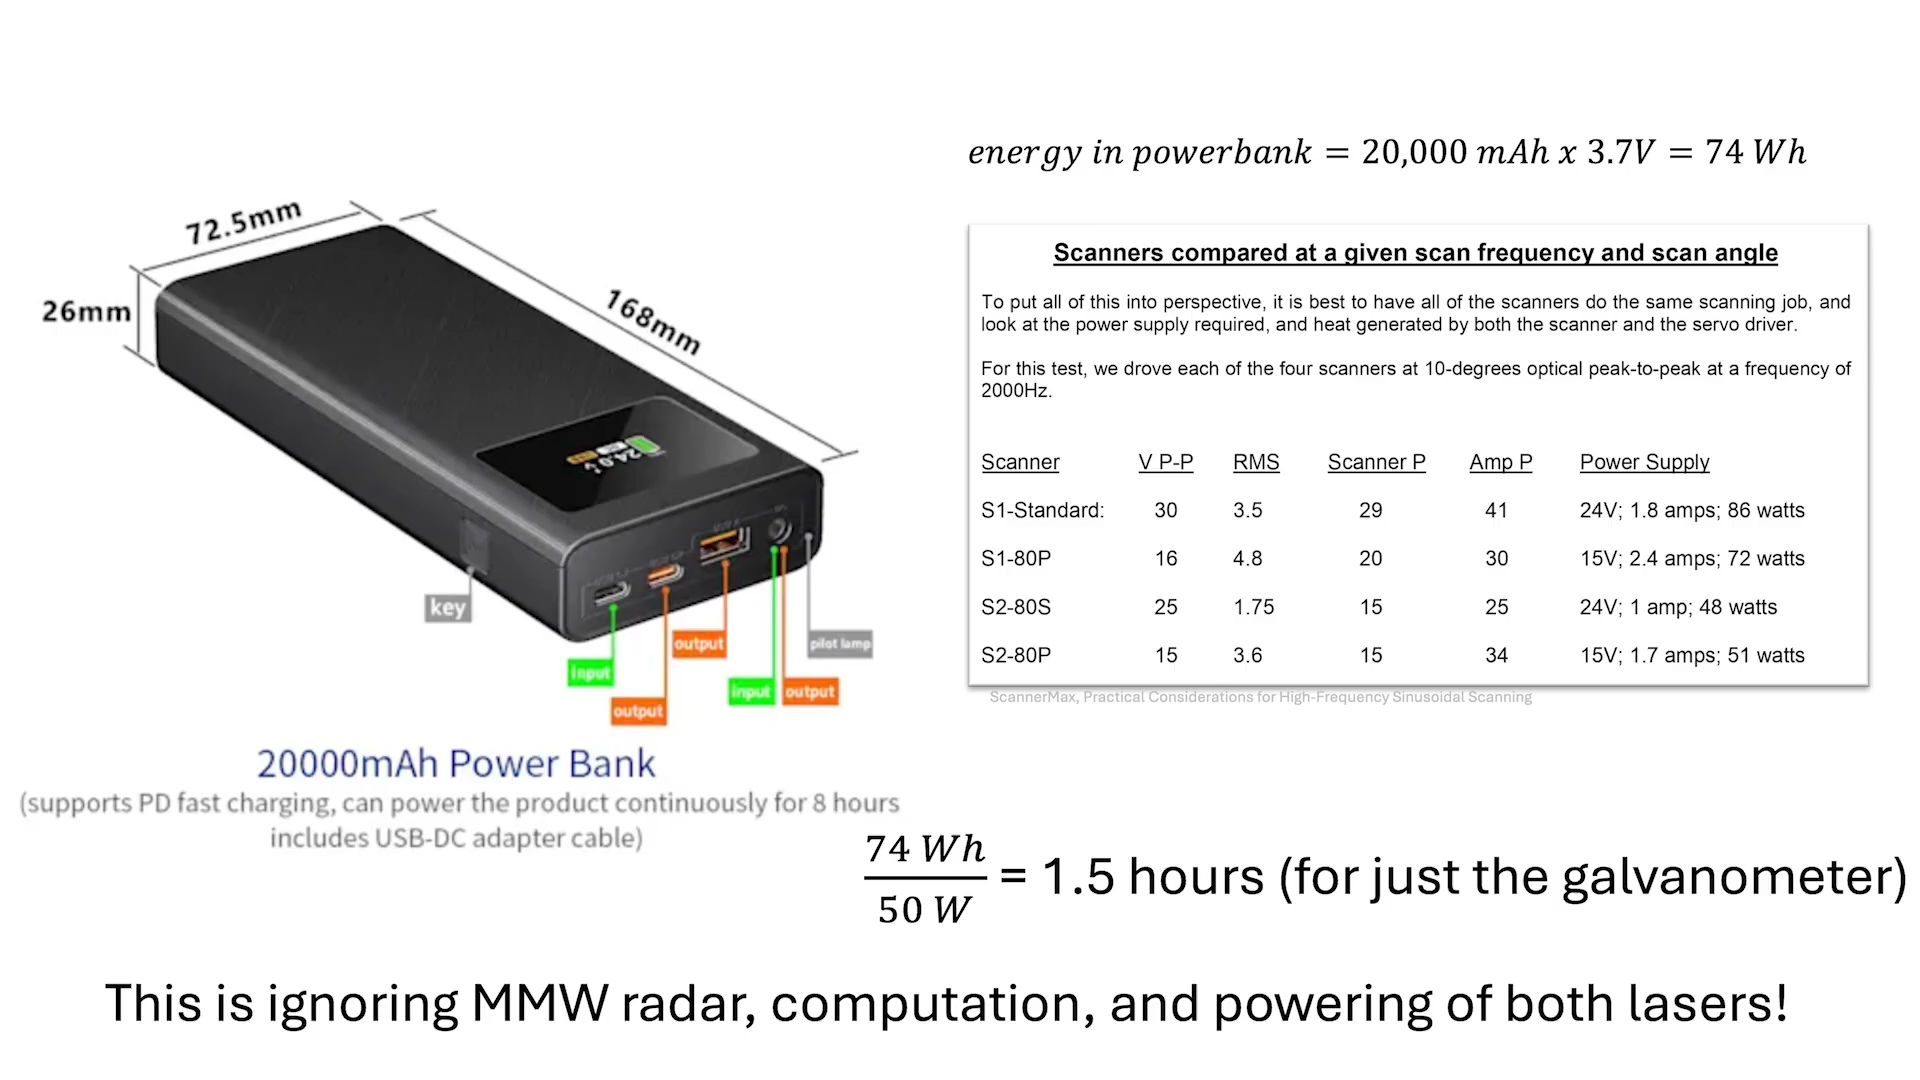 energy in powerbank = 20,000 mAh x 3.7V = 74 Wh
72.5mm
26mm
168mm
24.0 V
key
input
output
output
input
output
pilot lamp
20000mAh Power Bank
(supports PD fast charging, can power the product continuously for 8 hours
includes USB-DC adapter cable)
Scanners compared at a given scan frequency and scan angle
To put all of this into perspective, it is best to have all of the scanners do the same scanning job, and
look at the power supply required, and heat generated by both the scanner and the servo driver.
For this test, we drove each of the four scanners at 10-degrees optical peak-to-peak at a frequency of
2000Hz.
Scanner V P-P RMS Scanner P Amp P Power Supply
S1-Standard: 30 3.5 29 41 24V; 1.8 amps; 86 watts
S1-80P 16 4.8 20 30 15V; 2.4 amps; 72 watts
S2-80S 25 1.75 15 25 24V; 1 amp; 48 watts
S2-80P 15 3.6 15 34 15V; 1.7 amps; 51 watts
ScannerMax, Practical Considerations for High-Frequency Sinusoidal Scanning
74 Wh
50 W
= 1.5 hours (for just the galvanometer)
This is ignoring MMW radar, computation, and powering of both lasers!